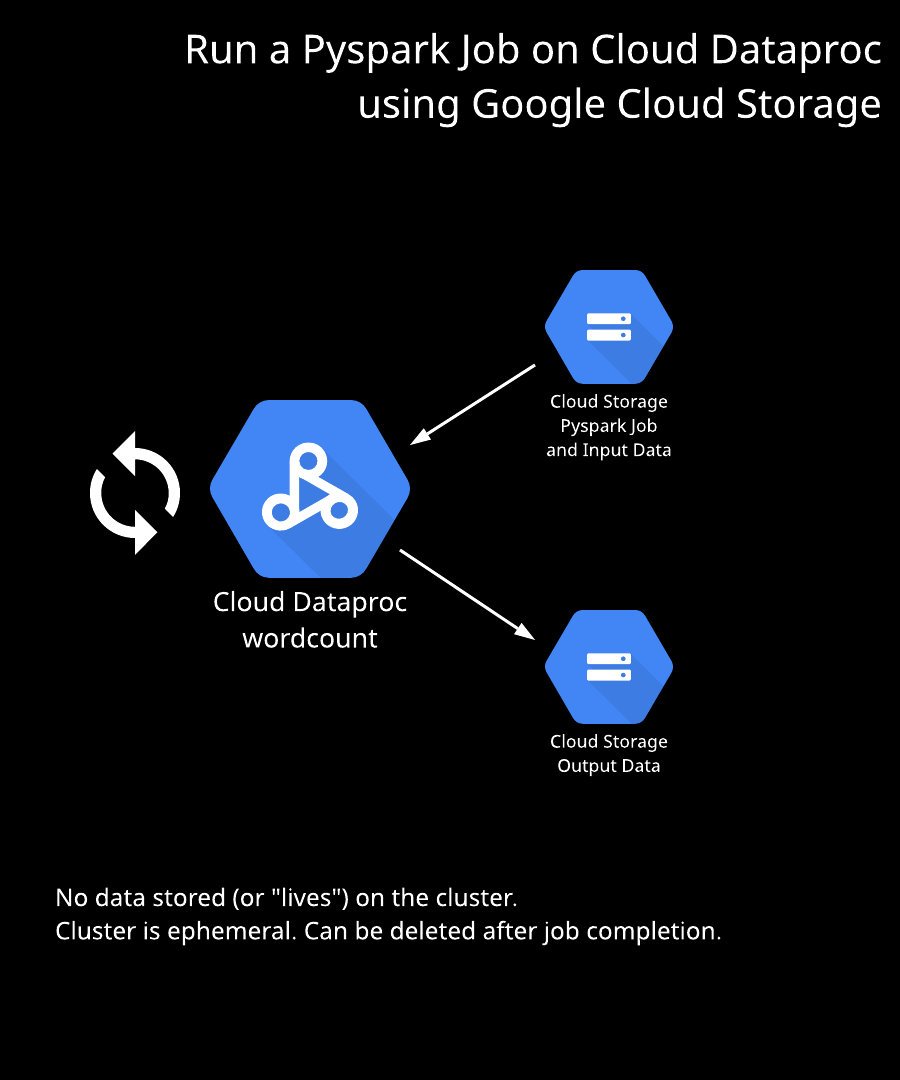 Run a Pyspark Job on Cloud Dataproc
using Google Cloud Storage
Cloud Storage
Pyspark Job
and Input Data
Cloud Dataproc
wordcount
Cloud Storage
Output Data
No data stored (or "lives") on the cluster.
Cluster is ephemeral. Can be deleted after job completion.